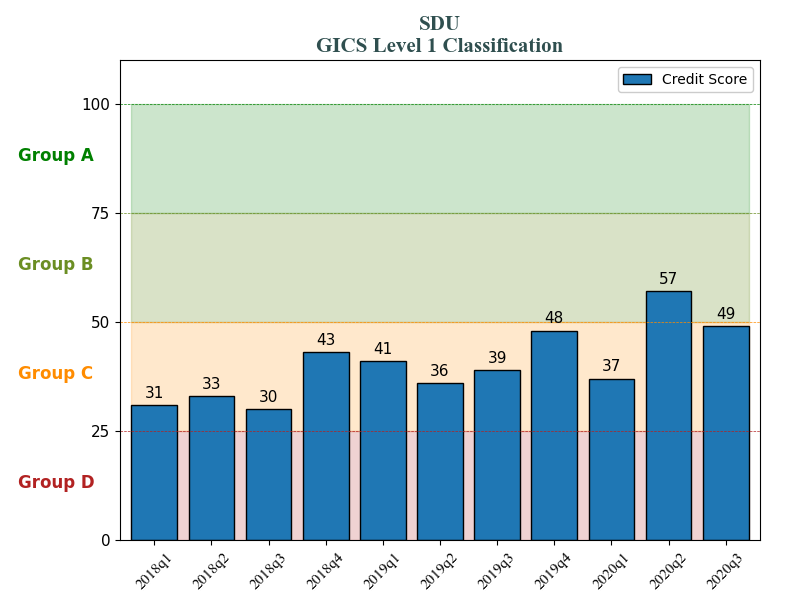 SDU
GICS Level 1 Classification
Credit Score
100
Group A
75
Group B
50
Group C
25
Group D
0
31
33
30
43
41
36
39
48
37
57
49
2018q1
2018q2
2018q3
2018q4
2019q1
2019q2
2019q3
2019q4
2020q1
2020q2
2020q3